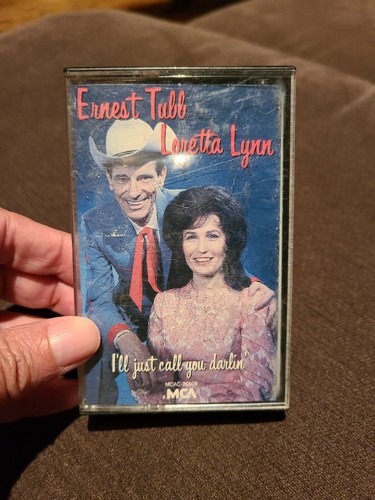 Ernest Tubb
Loretta Lynn
I'll just call you darlin'
MCA